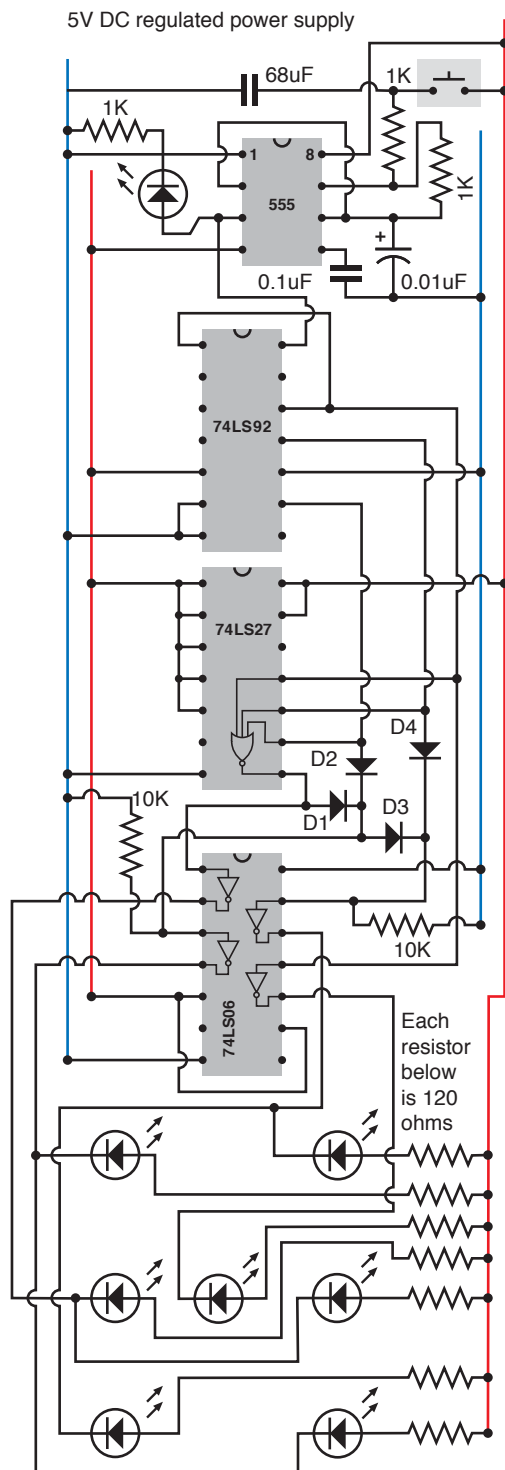 5V DC regulated power supply
68uF
1K
1K
1
8
1K
555
0.1uF
0.01uF
74LS92
74LS27
D4
D2
10K
D1
D3
10K
74LS06
Each
resistor
below
is 120
ohms